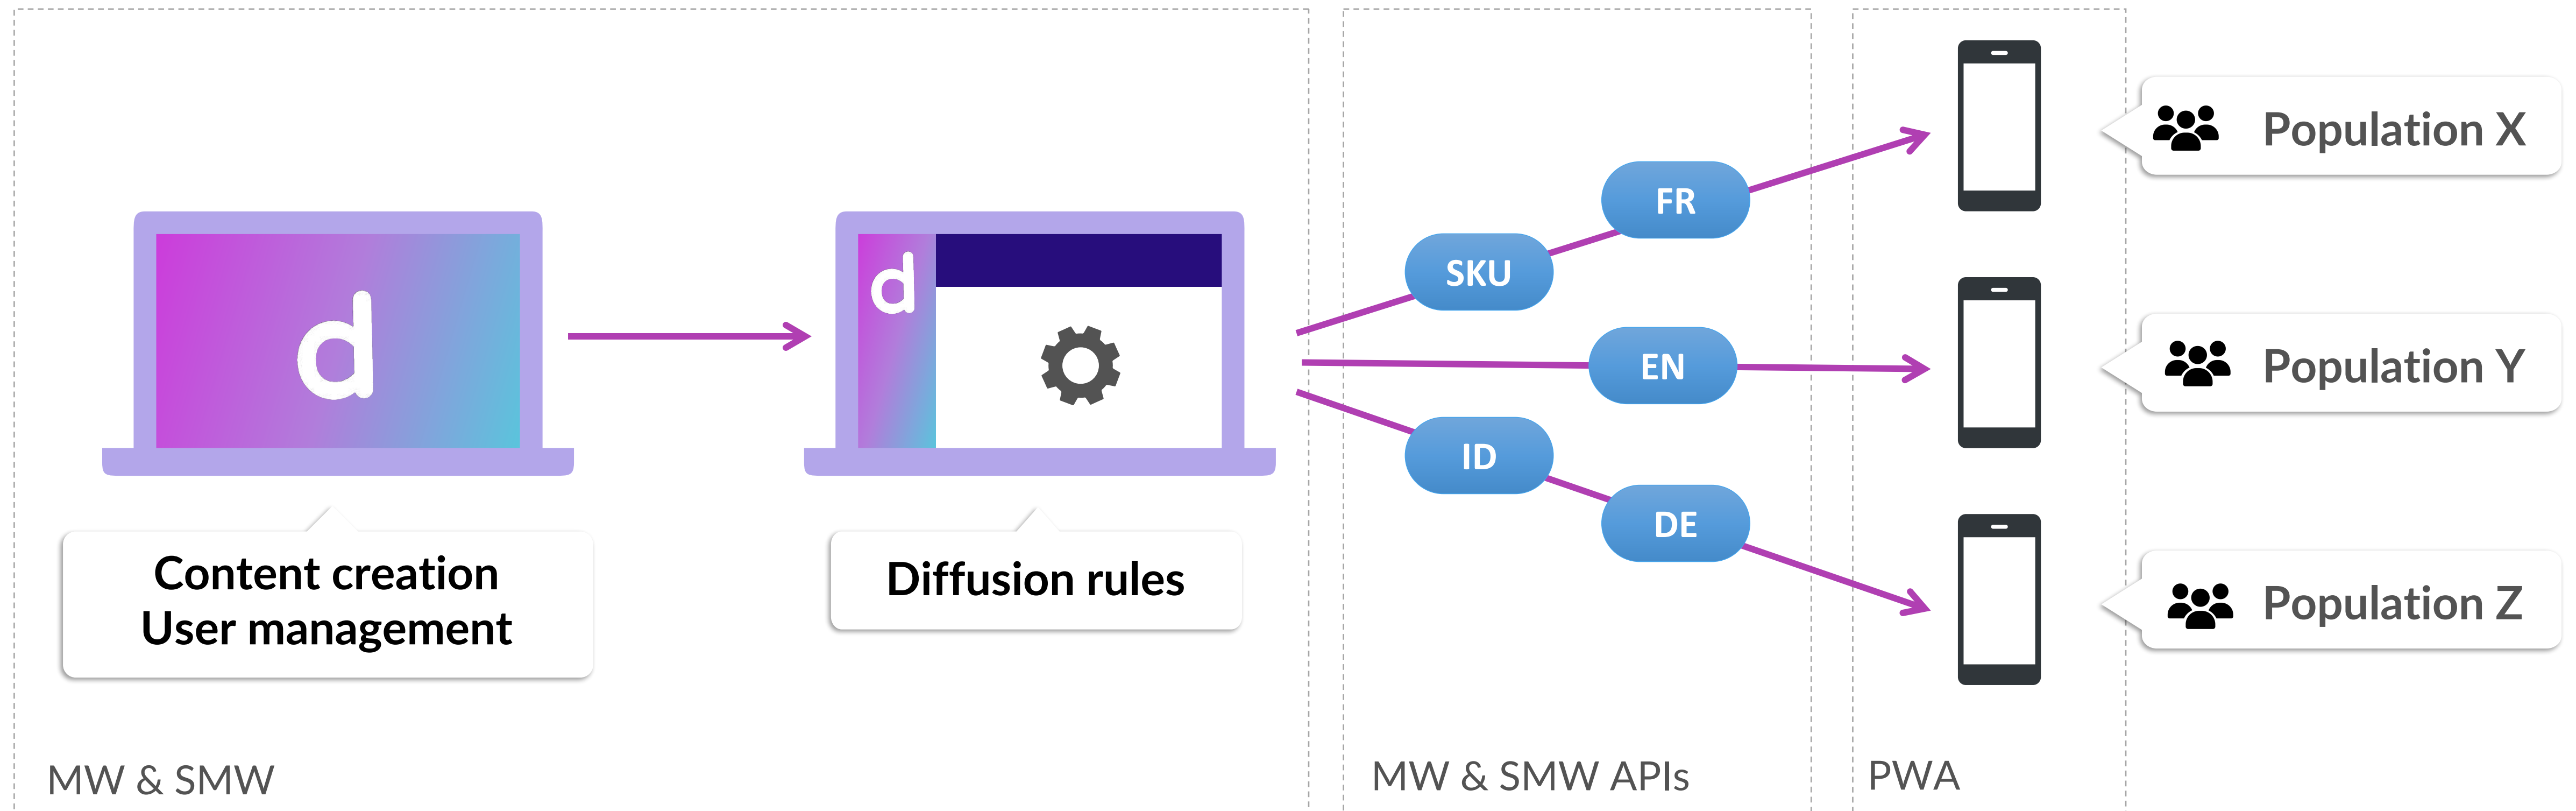 d
Content creation
User management
d
Diffusion rules
MW & SMW
SKU
FR
EN
ID
DE
MW & SMW APIs
PWA
Population X
Population Y
Population Z